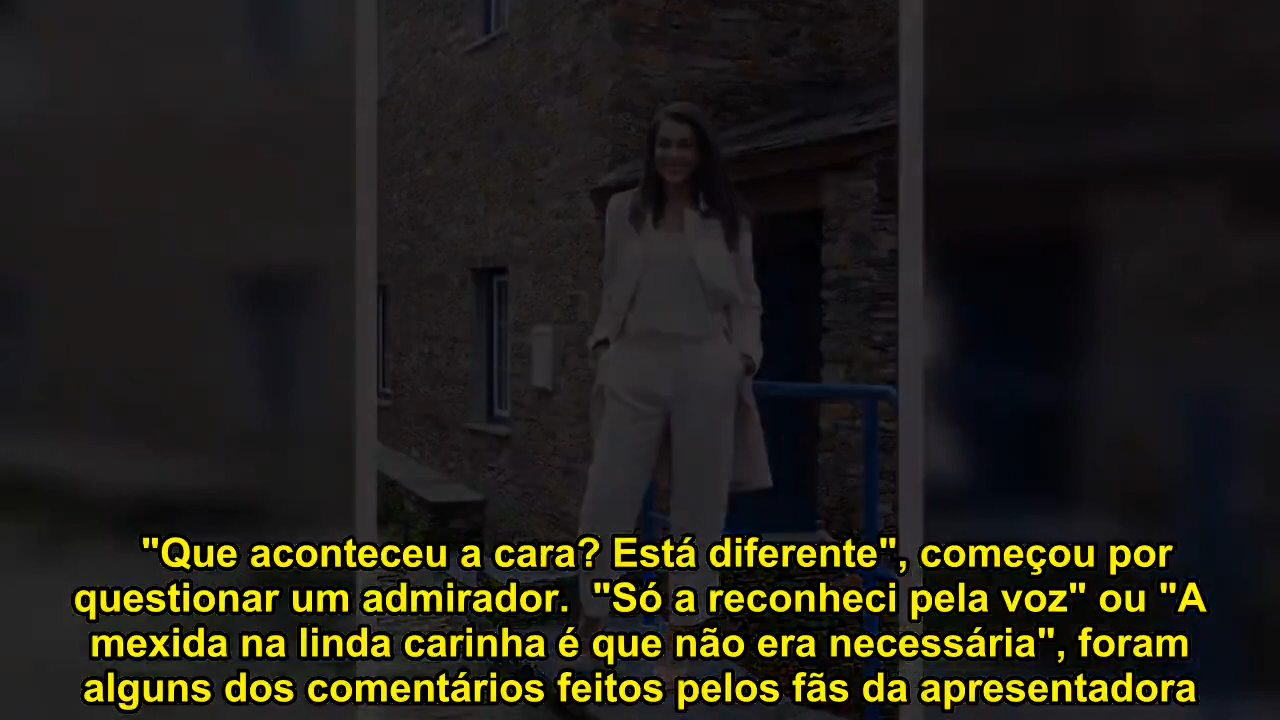 "Que aconteceu a cara? Está diferente", começou por
questionar um admirador.  "Só a reconheci pela voz" ou "A
mexida na linda carinha é que não era necessária", foram
alguns dos comentários feitos pelos fãs da apresentadora